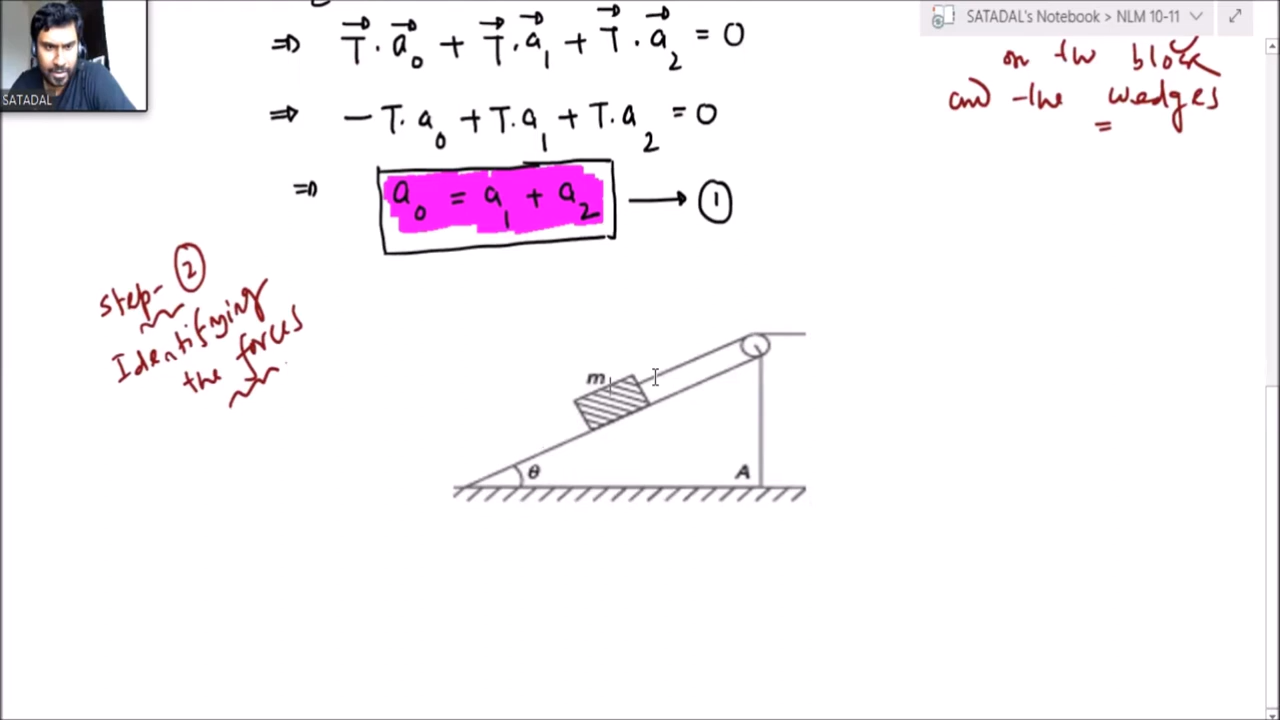 ⇒ T⃗ . a⃗₀ + T⃗ . a⃗₁ + T⃗ . a⃗₂ = 0
⇒ - T . a₀ + T . a₁ + T . a₂ = 0
⇒ a₀ = a₁ + a₂ → ①
SATADAL
SATADAL's Notebook > NLM 10-11
on the block
and the wedges
=
step- ②
Identifying
the forces
m
θ
A